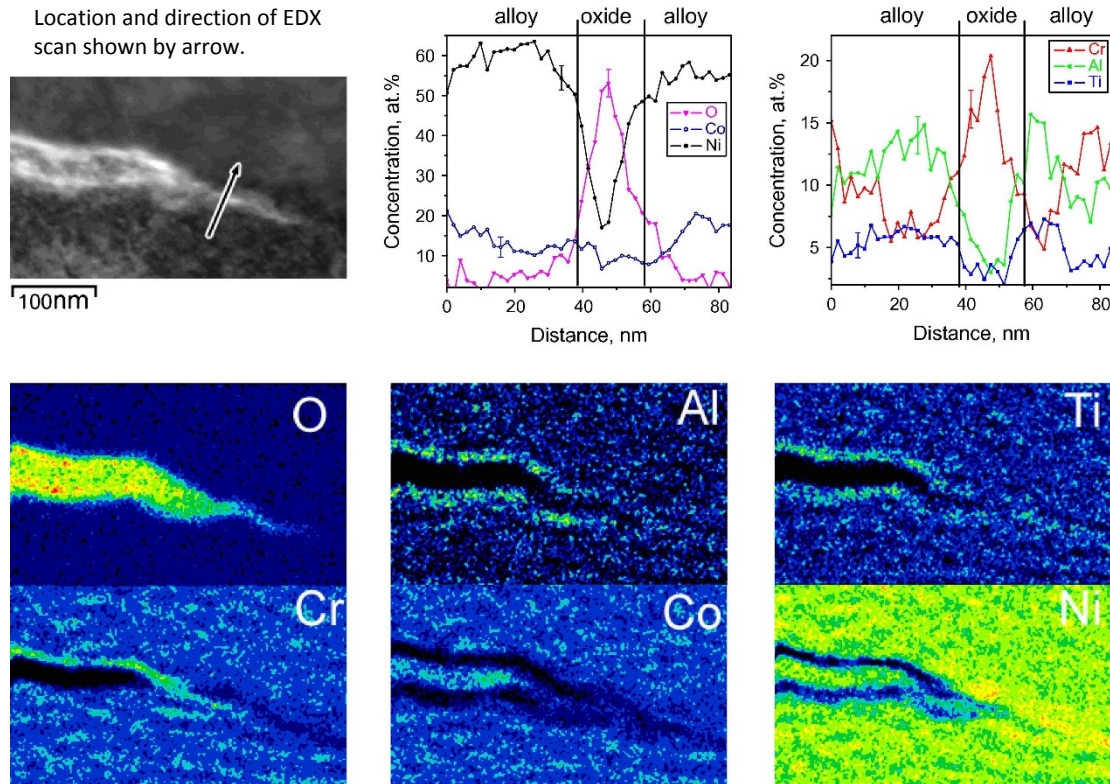 Location and direction of EDX
scan shown by arrow.
100nm
alloy oxide alloy
65
60
50
40
30
20
10
Concentration, at.%
O
Co
Ni
0 20 40 60 80
Distance, nm
alloy oxide alloy
20
15
10
5
Concentration, at.%
Cr
Al
Ti
0 20 40 60 80
Distance, nm
O
Al
Ti
Cr
Co
Ni